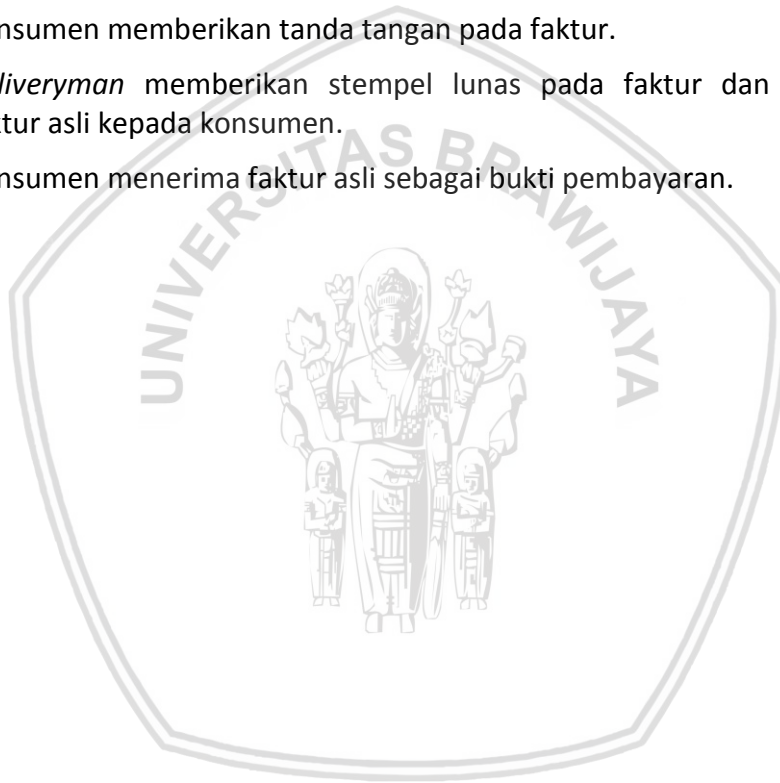 nsumen memberikan tanda tangan pada faktur.
liveryman memberikan stempel lunas pada faktur dan
ktur asli kepada konsumen.
nsumen menerima faktur asli sebagai bukti pembayaran.
UNIVERSITAS BRAWIJAYA